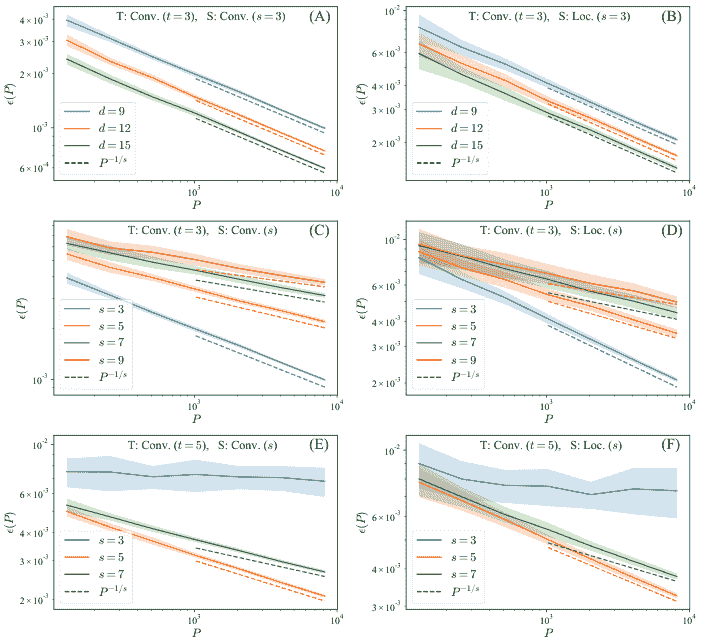 T: Conv. (t = 3), S: Conv. (s = 3) (A)
4 × 10⁻³
3 × 10⁻³
2 × 10⁻³
10⁻³
6 × 10⁻⁴
ϵ(P)
d = 9
d = 12
d = 15
P⁻¹/ˢ
10³
10⁴
P
T: Conv. (t = 3), S: Loc. (s = 3) (B)
10⁻²
6 × 10⁻³
4 × 10⁻³
3 × 10⁻³
2 × 10⁻³
ϵ(P)
d = 9
d = 12
d = 15
P⁻¹/ˢ
10³
10⁴
P
T: Conv. (t = 3), S: Conv. (s) (C)
10⁻³
ϵ(P)
s = 3
s = 5
s = 7
s = 9
P⁻¹/ˢ
10³
10⁴
P
T: Conv. (t = 3), S: Loc. (s) (D)
10⁻²
6 × 10⁻³
4 × 10⁻³
3 × 10⁻³
2 × 10⁻³
ϵ(P)
s = 3
s = 5
s = 7
s = 9
P⁻¹/ˢ
10³
10⁴
P
T: Conv. (t = 5), S: Conv. (s) (E)
10⁻²
6 × 10⁻³
4 × 10⁻³
3 × 10⁻³
2 × 10⁻³
ϵ(P)
s = 3
s = 5
s = 7
P⁻¹/ˢ
10³
10⁴
P
T: Conv. (t = 5), S: Loc. (s) (F)
10⁻²
6 × 10⁻³
4 × 10⁻³
3 × 10⁻³
ϵ(P)
s = 3
s = 5
s = 7
P⁻¹/ˢ
10³
10⁴
P